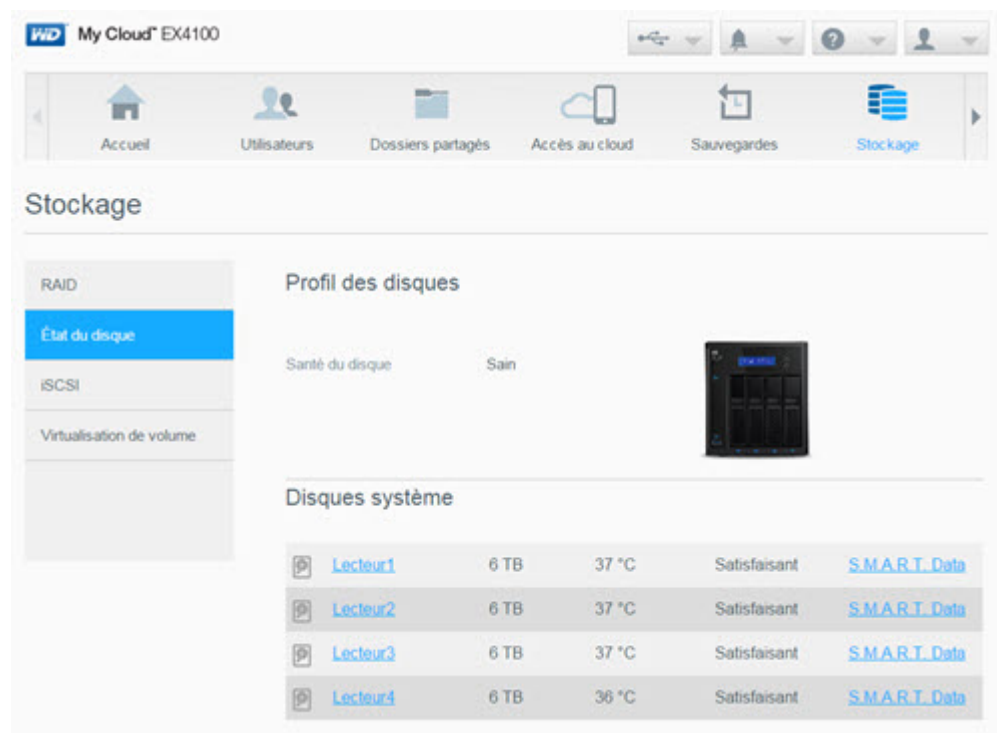 WD My Cloud™ EX4100
Accueil Utilisateurs Dossiers partagés Accès au cloud Sauvegardes Stockage
Stockage
RAID
État du disque
iSCSI
Virtualisation de volume
Profil des disques
Santé du disque Sain
Disques système
Lecteur1 6 TB 37 °C Satisfaisant S.M.A.R.T. Data
Lecteur2 6 TB 37 °C Satisfaisant S.M.A.R.T. Data
Lecteur3 6 TB 37 °C Satisfaisant S.M.A.R.T. Data
Lecteur4 6 TB 36 °C Satisfaisant S.M.A.R.T. Data